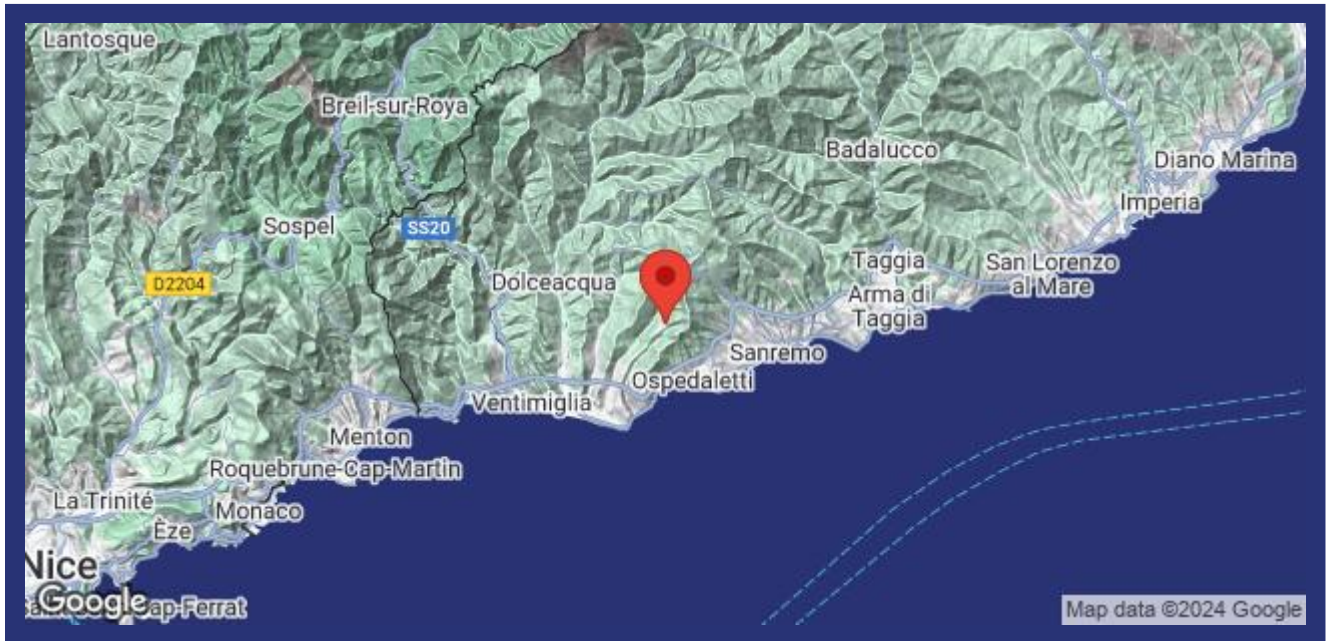 Lantosque
Breil-sur-Roya
Badalucco
Diano Marina
Imperia
Sospel
SS20
D2204
Dolceacqua
Taggia
San Lorenzo
al Mare
Arma di
Taggia
Sanremo
Ospedaletti
Ventimiglia
Menton
Roquebrune-Cap-Martin
La Trinité
Monaco
Èze
Nice
Google
Cap-Ferrat
Map data ©2024 Google